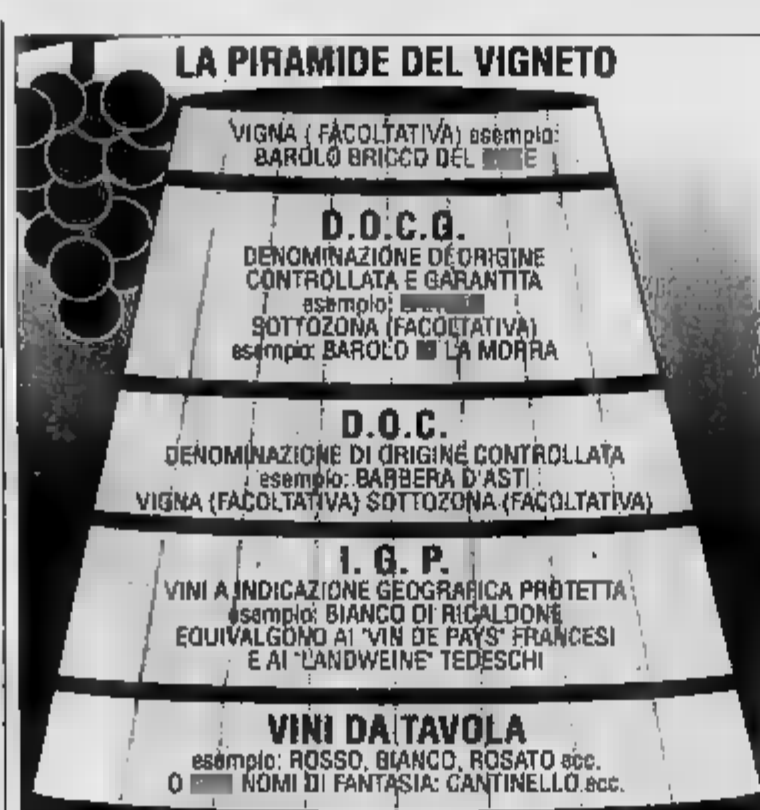 LA PIRAMIDE DEL VIGNETO
VIGNA ( FACOLTATIVA) esempio:
BAROLO BRICCO DEL
D.O.C.G.
DENOMINAZIONE DI ORIGINE
CONTROLLATA E GARANTITA
esempio:
SOTTOZONA (FACOLTATIVA)
esempio: BAROLO LA MORRA
D.O.C.
DENOMINAZIONE DI ORIGINE CONTROLLATA
esempio: BARBERA D'ASTI
VIGNA (FACOLTATIVA) SOTTOZONA (FACOLTATIVA)
I. G. P.
VINI A INDICAZIONE GEOGRAFICA PROTETTA
esempio: BIANCO DI RICALDONE
EQUIVALGONO AI "VIN DE PAYS" FRANCESI
E AI "LANDWEINE" TEDESCHI
VINI DA TAVOLA
esempio: ROSSO, BIANCO, ROSATO ecc.
O NOMI DI FANTASIA: CANTINELLO ecc.